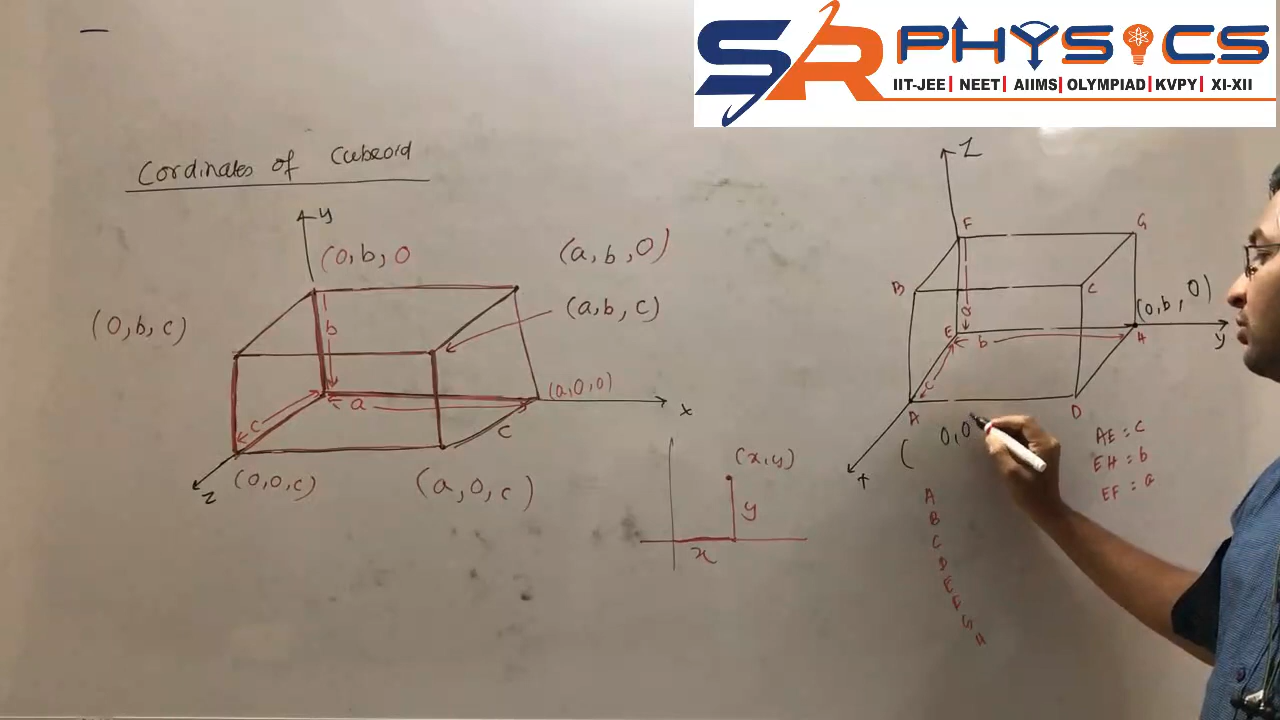 SR PHYSICS
IIT-JEE | NEET | AIIMS | OLYMPIAD | KVPY | XI-XII
Cordinates of Cubeoid
y
(0,b,0
(a,b,0)
(a,b,c)
(0,b,c)
b
a
(a,0,0)
x
c
c
z
(0,0,c)
(a,0,c)
(x,y)
y
x
Z
F
G
B
C
a
(0,b,0)
E
b
H
y
c
A
D
( 0,0
x
AE = c
EH = b
EF = a
A
B
C
D
E
F
G
H